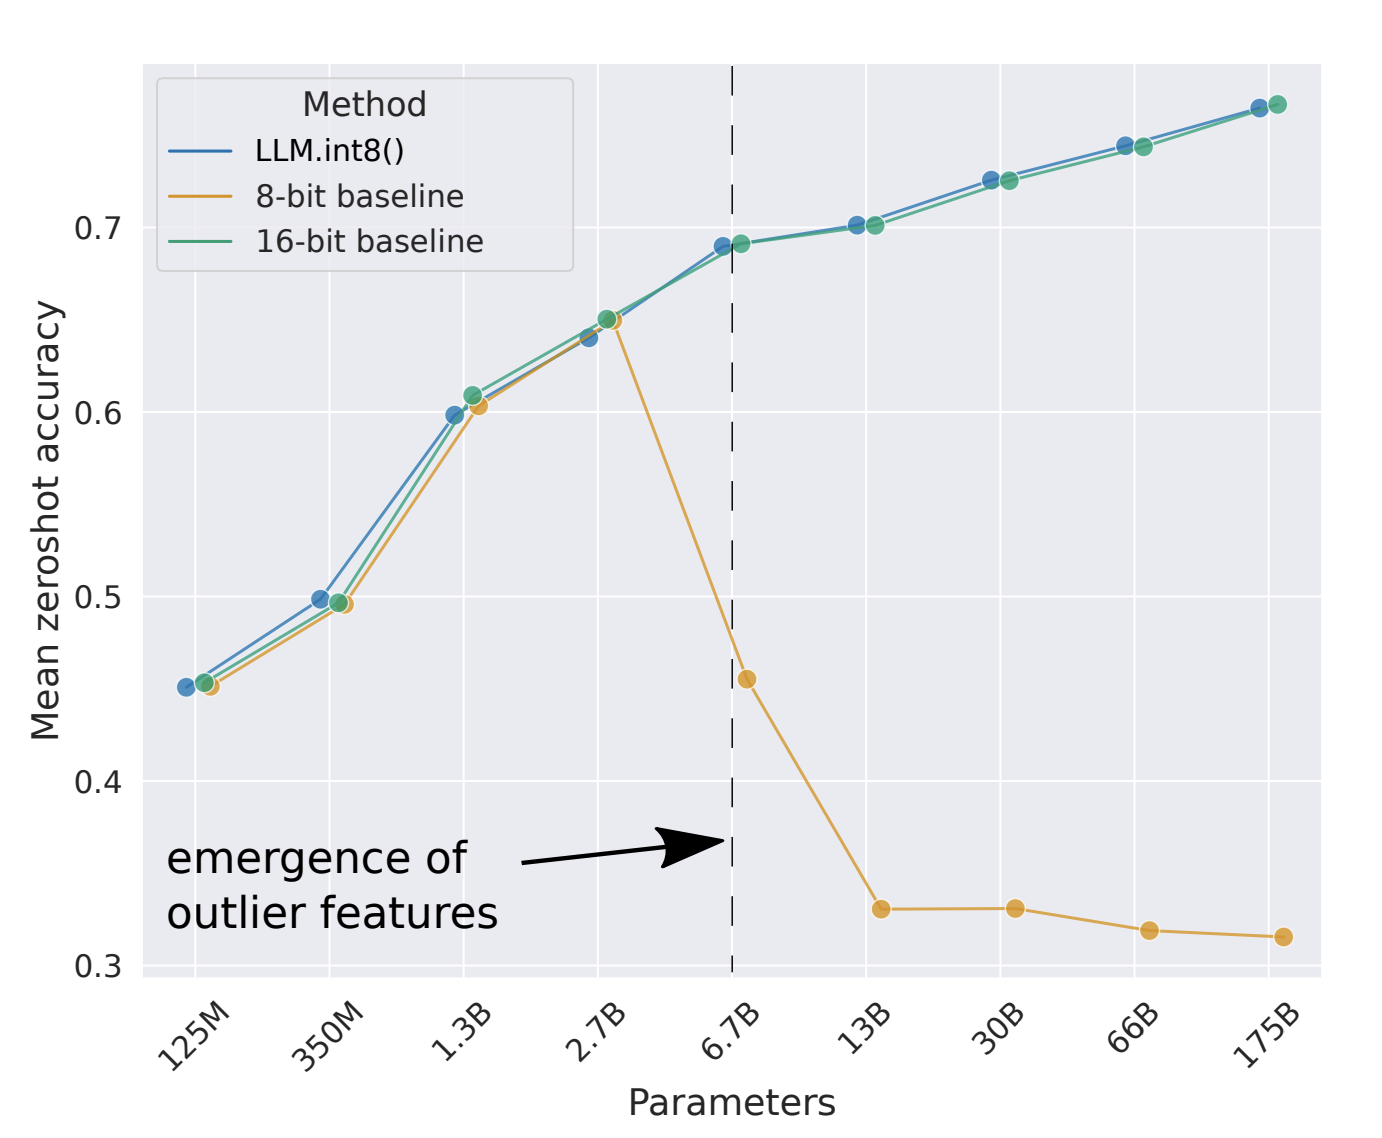 Method
LLM.int8()
8-bit baseline
16-bit baseline
Mean zeroshot accuracy
0.7
0.6
0.5
0.4
0.3
emergence of
outlier features
125M
350M
1.3B
2.7B
6.7B
13B
30B
66B
175B
Parameters